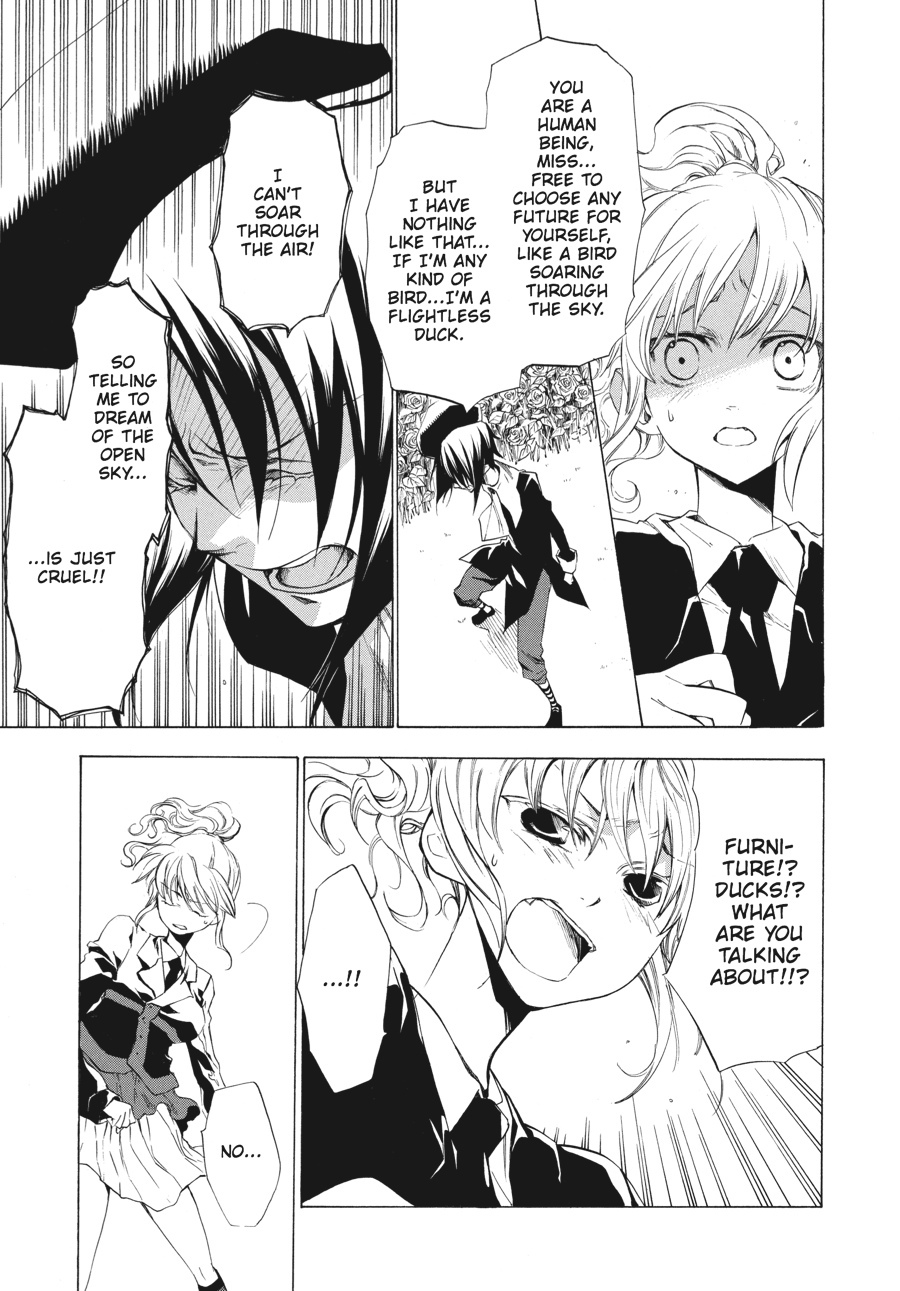 YOU
ARE A
HUMAN
BEING,
MISS...
FREE TO
CHOOSE ANY
FUTURE FOR
YOURSELF,
LIKE A BIRD
SOARING
THROUGH
THE SKY.
BUT
I HAVE
NOTHING
LIKE THAT...
IF I'M ANY
KIND OF
BIRD...I'M A
FLIGHTLESS
DUCK.
I
CAN'T
SOAR
THROUGH
THE AIR!
SO
TELLING
ME TO
DREAM
OF THE
OPEN
SKY...
...IS JUST
CRUEL!!
FURNI-
TURE!?
DUCKS!?
WHAT
ARE YOU
TALKING
ABOUT!!?
...!!
NO...